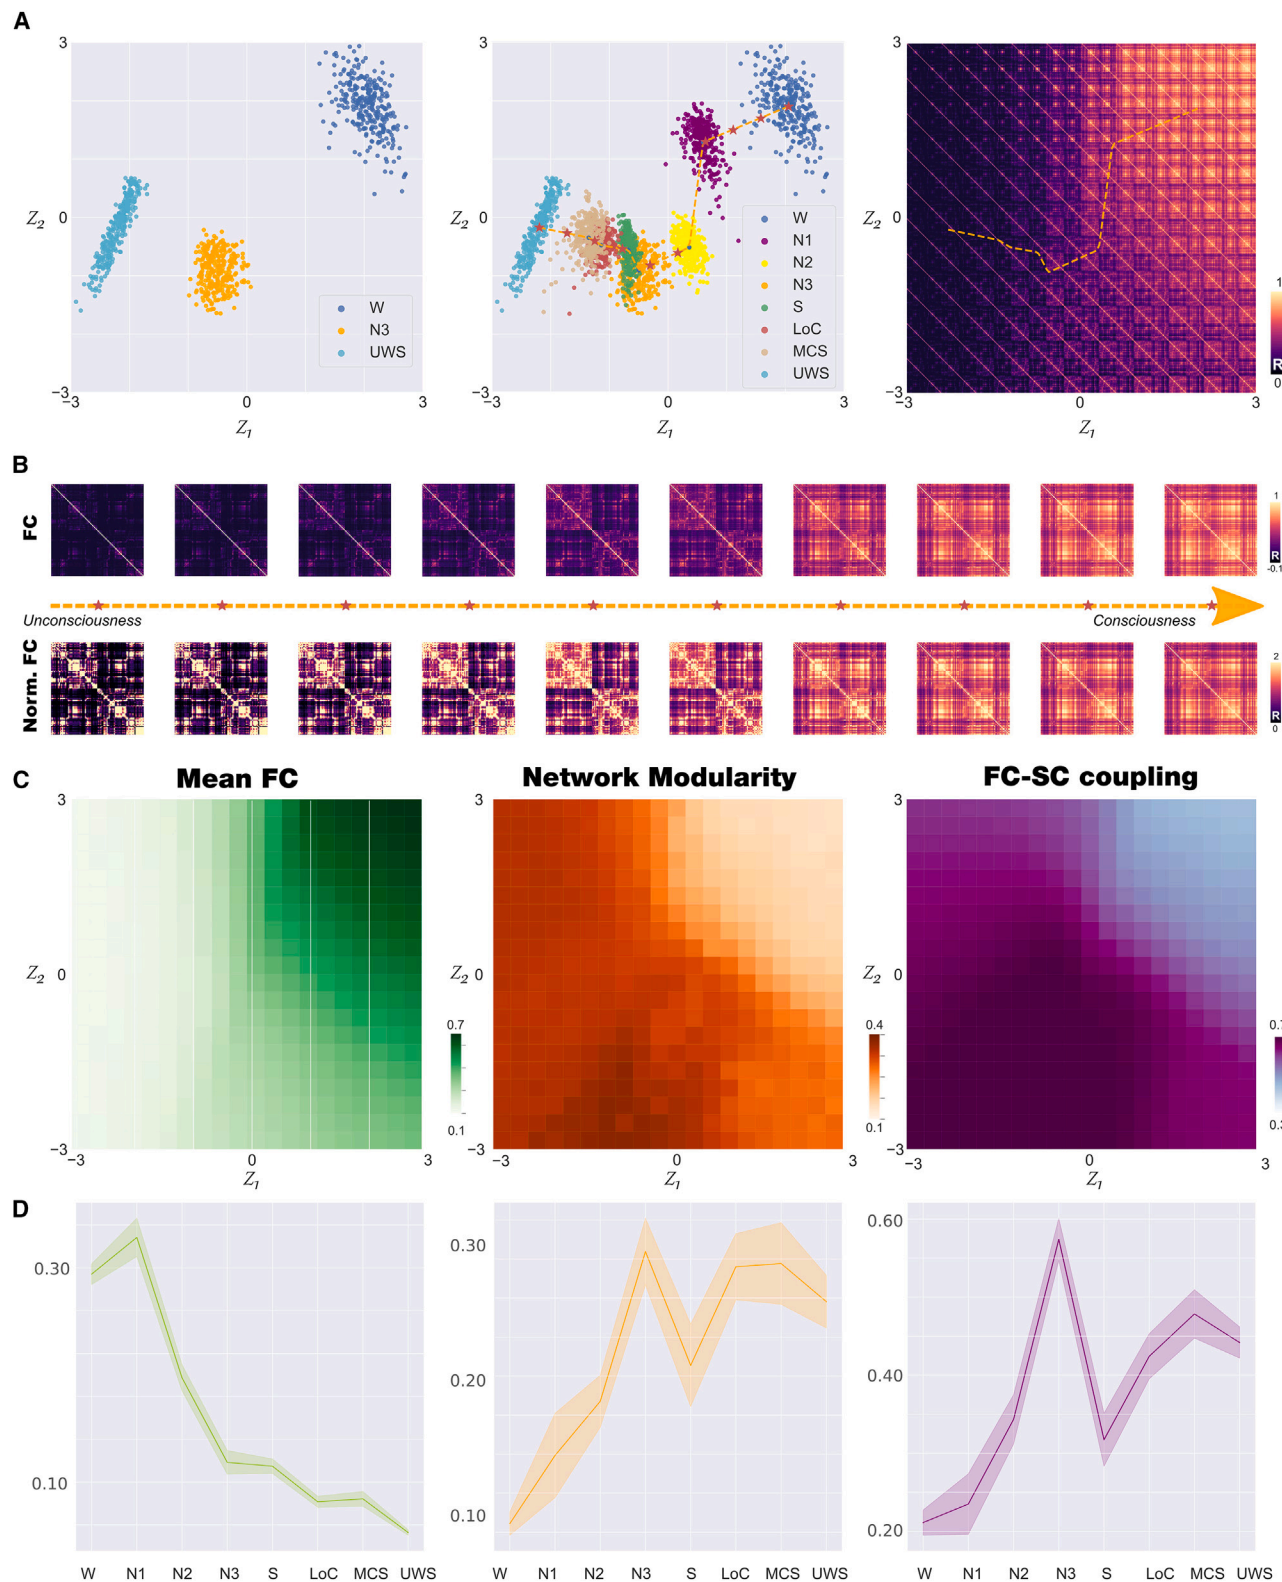 A
3
0
−3
Z2
−3
0
3
Z1
W
N3
UWS
3
0
−3
Z2
−3
0
3
Z1
W
N1
N2
N3
S
LoC
MCS
UWS
3
0
−3
Z2
−3
0
3
Z1
1
R
0
B
FC
1
R
-0.1
Unconsciousness
Consciousness
Norm. FC
2
R
0
C
Mean FC
3
Z2 0
−3
−3 0 3
Z1
0.7
0.1
Network Modularity
3
Z2 0
−3
−3 0 3
Z1
0.4
0.1
FC-SC coupling
3
Z2 0
−3
−3 0 3
Z1
0.3
D
0.30
0.10
W N1 N2 N3 S LoC MCS UWS
0.30
0.20
0.10
W N1 N2 N3 S LoC MCS UWS
0.60
0.40
0.20
W N1 N2 N3 S LoC MCS UWS